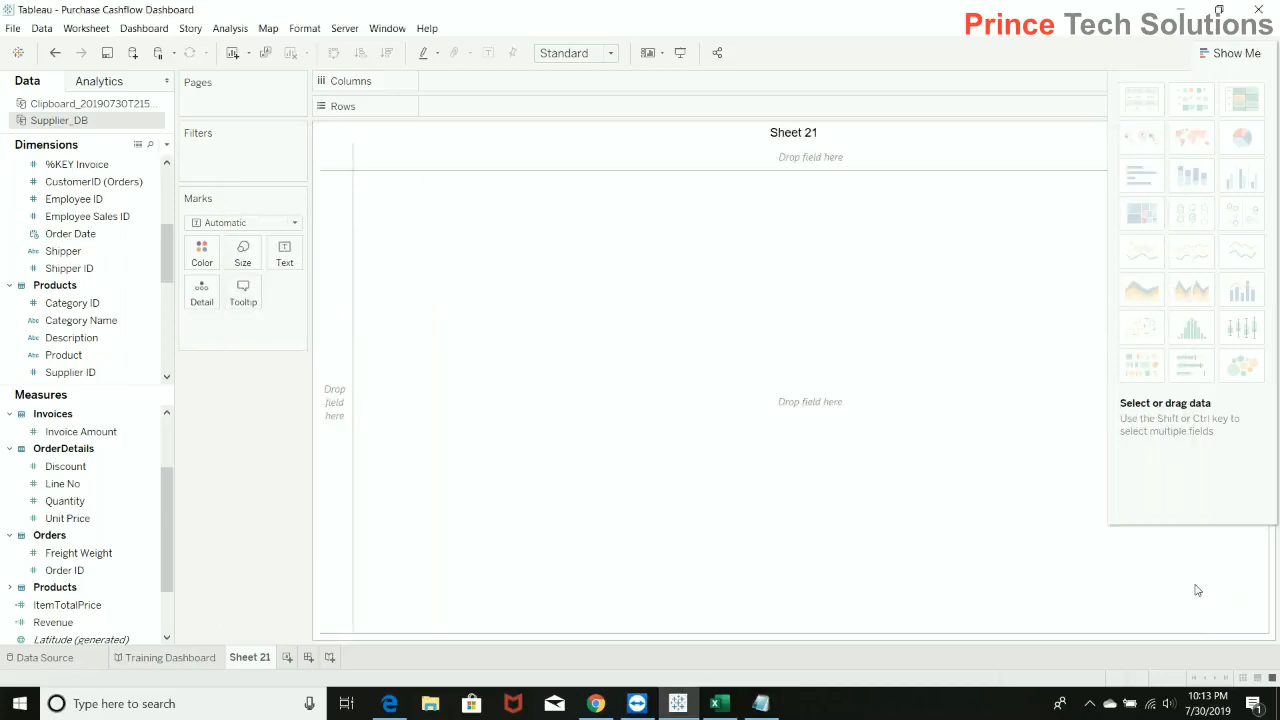 Tableau - Purchase Cashflow Dashboard
Prince Tech Solutions
File Data Worksheet Dashboard Story Analysis Map Format Server Window Help
Standard
Show Me
Data Analytics
Clipboard_20190730T215...
Supplier_DB
Dimensions
%KEY Invoice
CustomerID (Orders)
Employee ID
Employee Sales ID
Order Date
Abc Shipper
Shipper ID
Products
Category ID
Abc Category Name
Abc Description
Abc Product
Supplier ID
Measures
Invoices
Invoice Amount
OrderDetails
Discount
Line No
Quantity
Unit Price
Orders
Freight Weight
Order ID
Products
ItemTotalPrice
Revenue
Latitude (generated)
Pages
Filters
Marks
Automatic
Color Size Text
Detail Tooltip
Columns
Rows
Sheet 21
Drop field here
Drop
field
here
Drop field here
Select or drag data
Use the Shift or Ctrl key to
select multiple fields
Data Source Training Dashboard Sheet 21
Type here to search
10:13 PM
7/30/2019